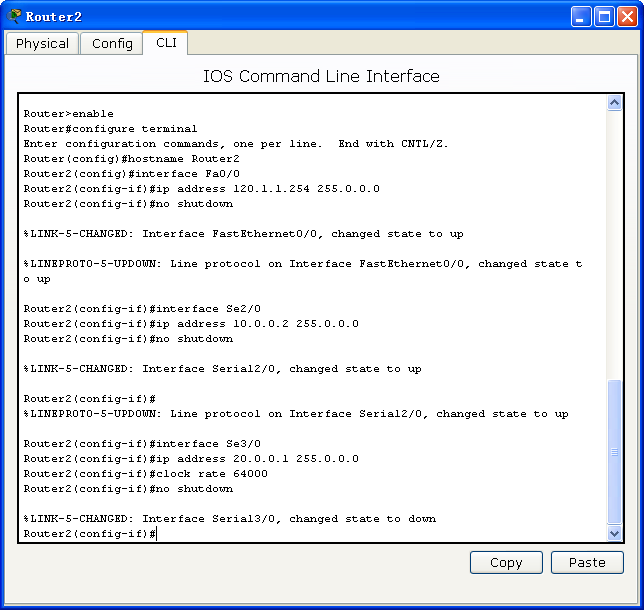 Router2
Physical Config CLI
IOS Command Line Interface
Router>enable
Router#configure terminal
Enter configuration commands, one per line.  End with CNTL/Z.
Router(config)#hostname Router2
Router2(config)#interface Fa0/0
Router2(config-if)#ip address 120.1.1.254 255.0.0.0
Router2(config-if)#no shutdown
%LINK-5-CHANGED: Interface FastEthernet0/0, changed state to up
%LINEPROTO-5-UPDOWN: Line protocol on Interface FastEthernet0/0, changed state t
o up
Router2(config-if)#interface Se2/0
Router2(config-if)#ip address 10.0.0.2 255.0.0.0
Router2(config-if)#no shutdown
%LINK-5-CHANGED: Interface Serial2/0, changed state to up
Router2(config-if)#
%LINEPROTO-5-UPDOWN: Line protocol on Interface Serial2/0, changed state to up
Router2(config-if)#interface Se3/0
Router2(config-if)#ip address 20.0.0.1 255.0.0.0
Router2(config-if)#clock rate 64000
Router2(config-if)#no shutdown
%LINK-5-CHANGED: Interface Serial3/0, changed state to down
Router2(config-if)#
Copy Paste